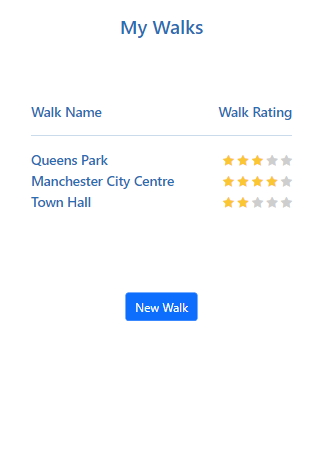 My Walks
Walk Name Walk Rating
Queens Park
Manchester City Centre
Town Hall
New Walk